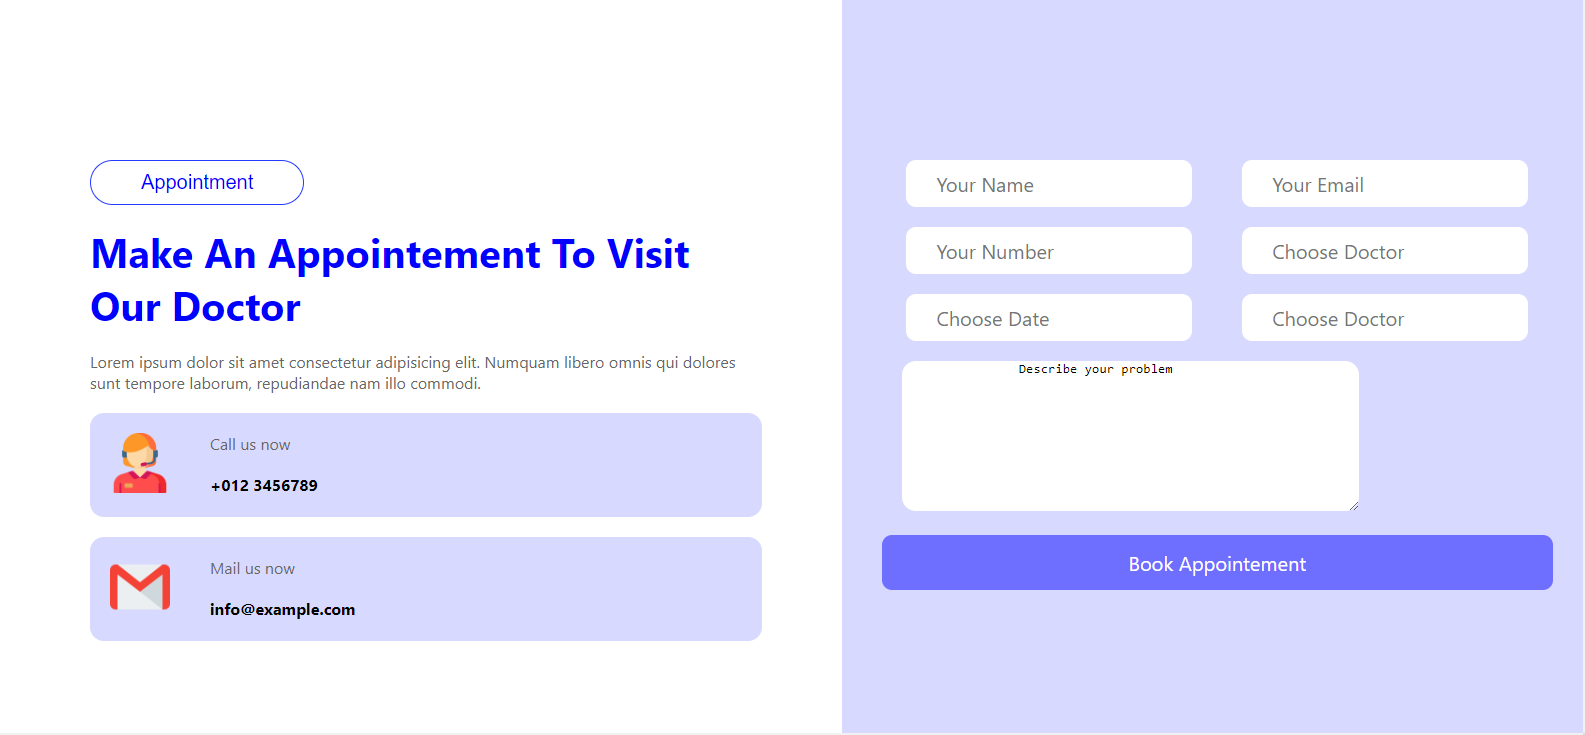 Appointment
Make An Appointement To Visit
Our Doctor
Lorem ipsum dolor sit amet consectetur adipisicing elit. Numquam libero omnis qui dolores
sunt tempore laborum, repudiandae nam illo commodi.
Call us now
+012 3456789
Mail us now
info@example.com
Your Name
Your Email
Your Number
Choose Doctor
Choose Date
Choose Doctor
Describe your problem
Book Appointement